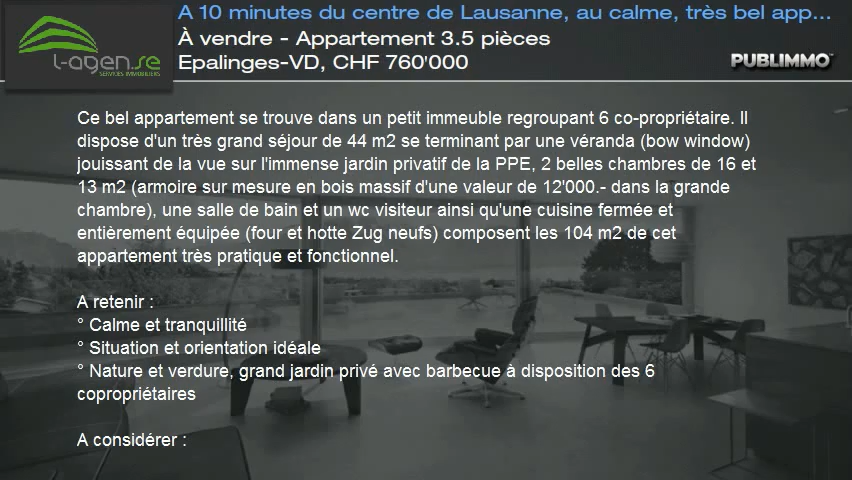 A 10 minutes du centre de Lausanne, au calme, très bel app...
À vendre - Appartement 3.5 pièces
Epalinges-VD, CHF 760'000
l-agen.se
SERVICES IMMOBILIERS
PUBLIMMO
Ce bel appartement se trouve dans un petit immeuble regroupant 6 co-propriétaire. Il
dispose d'un très grand séjour de 44 m2 se terminant par une véranda (bow window)
jouissant de la vue sur l'immense jardin privatif de la PPE, 2 belles chambres de 16 et
13 m2 (armoire sur mesure en bois massif d'une valeur de 12'000.- dans la grande
chambre), une salle de bain et un wc visiteur ainsi qu'une cuisine fermée et
entièrement équipée (four et hotte Zug neufs) composent les 104 m2 de cet
appartement très pratique et fonctionnel.
A retenir :
° Calme et tranquillité
° Situation et orientation idéale
° Nature et verdure, grand jardin privé avec barbecue à disposition des 6
copropriétaires
A considérer :